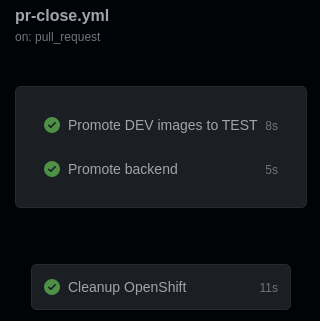 pr-close.yml
on: pull_request
Promote DEV images to TEST 8s
Promote backend 5s
Cleanup OpenShift 11s